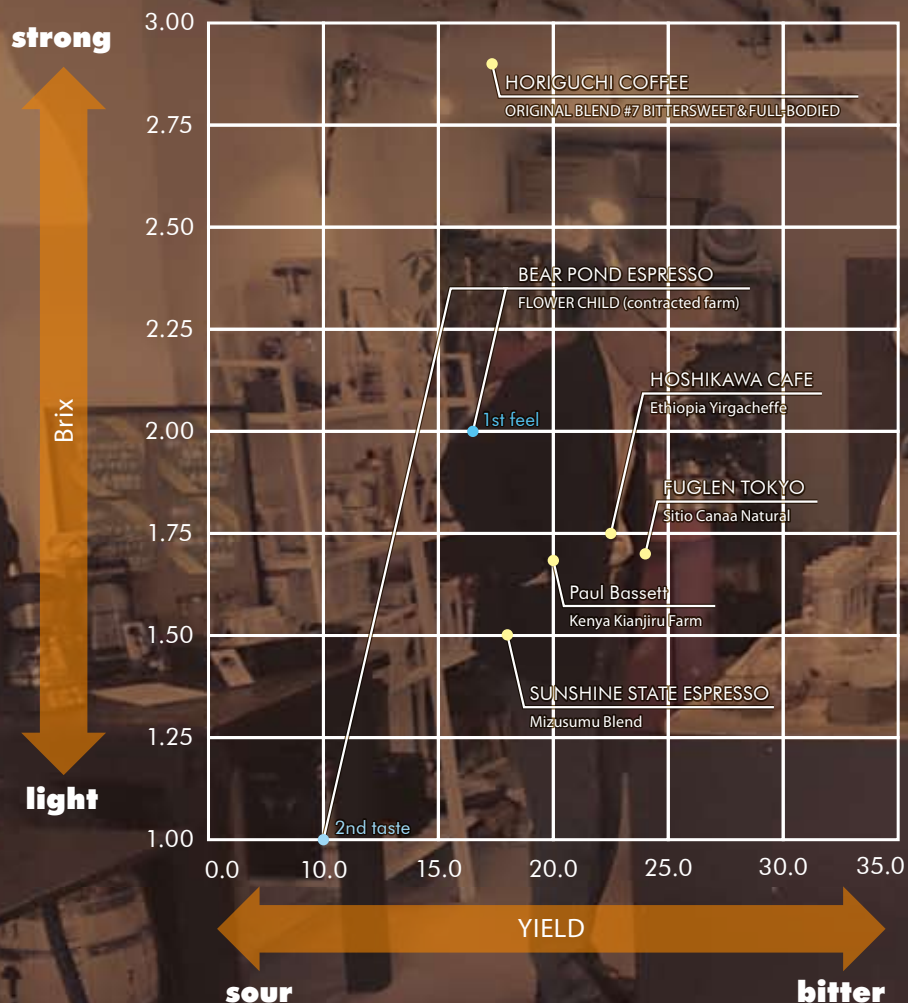 strong
3.00
HORIGUCHI COFFEE
ORIGINAL BLEND #7 BITTERSWEET & FULL-BODIED
2.75
2.50
BEAR POND ESPRESSO
FLOWER CHILD (contracted farm)
2.25
HOSHIKAWA CAFE
Ethiopia Yirgacheffe
1st feel
2.00
Brix
FUGLEN TOKYO
Sitio Canaa Natural
1.75
Paul Bassett
Kenya Kianjiru Farm
1.50
SUNSHINE STATE ESPRESSO
Mizusumu Blend
1.25
light
2nd taste
1.00
0.0 10.0 15.0 20.0 25.0 30.0 35.0
YIELD
sour
bitter